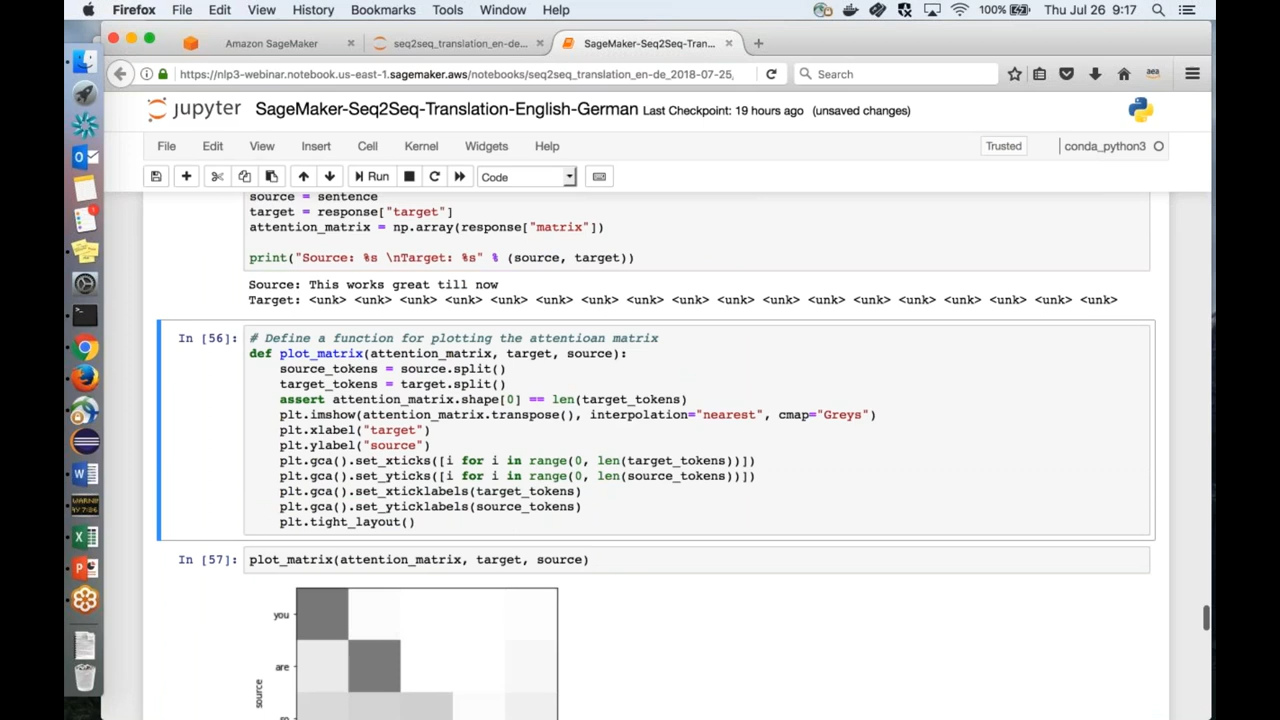 Firefox File Edit View History Bookmarks Tools Window Help 100% Thu Jul 26 9:17
Amazon SageMaker
seq2seq_translation_en-de...
SageMaker-Seq2Seq-Tran...
https://nlp3-webinar.notebook.us-east-1.sagemaker.aws/notebooks/seq2seq_translation_en-de_2018-07-25,
Search
aea
jupyter SageMaker-Seq2Seq-Translation-English-German Last Checkpoint: 19 hours ago (unsaved changes)
File Edit View Insert Cell Kernel Widgets Help
Trusted
conda_python3
Run
Code
source = sentence
target = response["target"]
attention_matrix = np.array(response["matrix"])
print("Source: %s \nTarget: %s" % (source, target))
Source: This works great till now
Target: <unk> <unk> <unk> <unk> <unk> <unk> <unk> <unk> <unk> <unk> <unk> <unk> <unk> <unk> <unk> <unk> <unk> <unk>
In [56]:
# Define a function for plotting the attentioan matrix
def plot_matrix(attention_matrix, target, source):
source_tokens = source.split()
target_tokens = target.split()
assert attention_matrix.shape[0] == len(target_tokens)
plt.imshow(attention_matrix.transpose(), interpolation="nearest", cmap="Greys")
plt.xlabel("target")
plt.ylabel("source")
plt.gca().set_xticks([i for i in range(0, len(target_tokens))])
plt.gca().set_yticks([i for i in range(0, len(source_tokens))])
plt.gca().set_xticklabels(target_tokens)
plt.gca().set_yticklabels(source_tokens)
plt.tight_layout()
In [57]:
plot_matrix(attention_matrix, target, source)
you
are
source